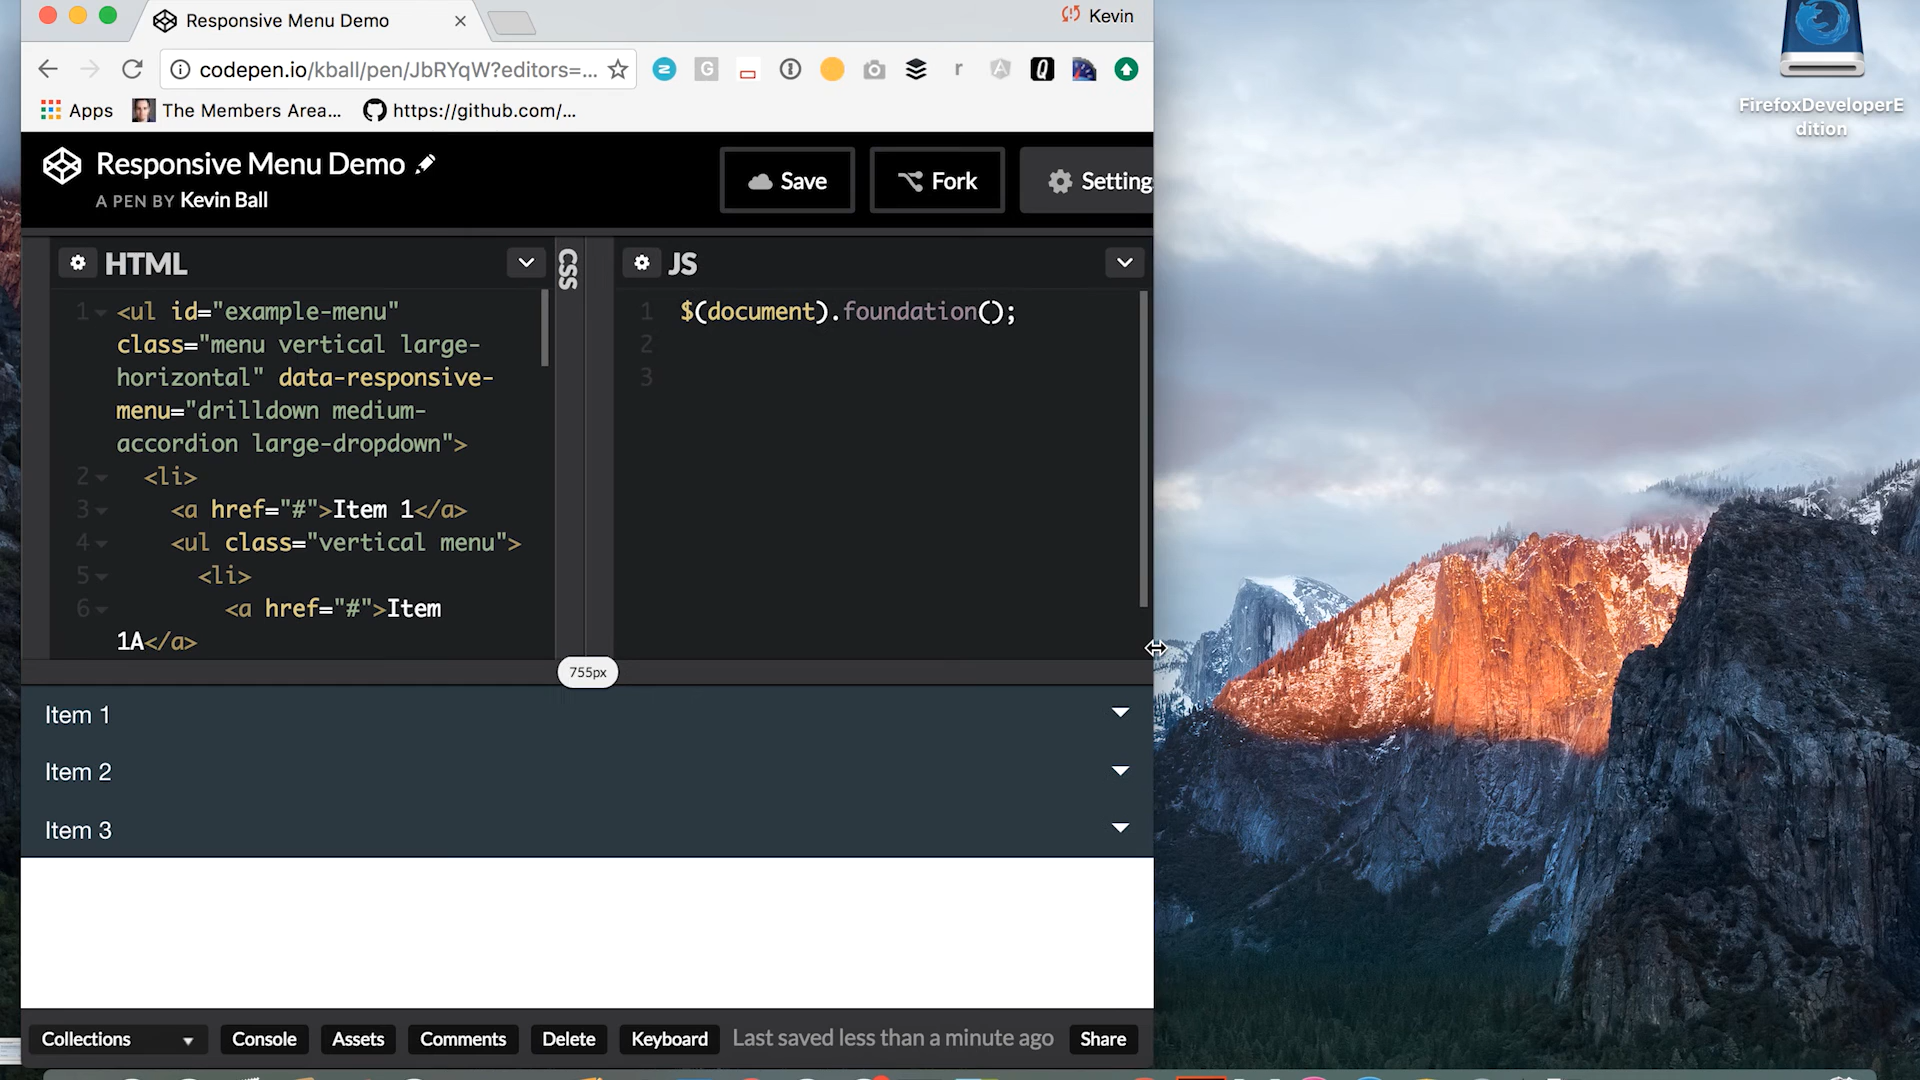 Responsive Menu Demo
Kevin
codepen.io/kball/pen/JbRYqW?editors=...
Apps
The Members Area...
https://github.com/...
FirefoxDeveloperE
dition
Responsive Menu Demo
A PEN BY Kevin Ball
Save
Fork
Setting
HTML
CSS
JS
1 <ul id="example-menu"
class="menu vertical large-
horizontal" data-responsive-
menu="drilldown medium-
accordion large-dropdown">
2 <li>
3 <a href="#">Item 1</a>
4 <ul class="vertical menu">
5 <li>
6 <a href="#">Item
1A</a>
1 $(document).foundation();
2
3
755px
Item 1
Item 2
Item 3
Collections
Console
Assets
Comments
Delete
Keyboard
Last saved less than a minute ago
Share